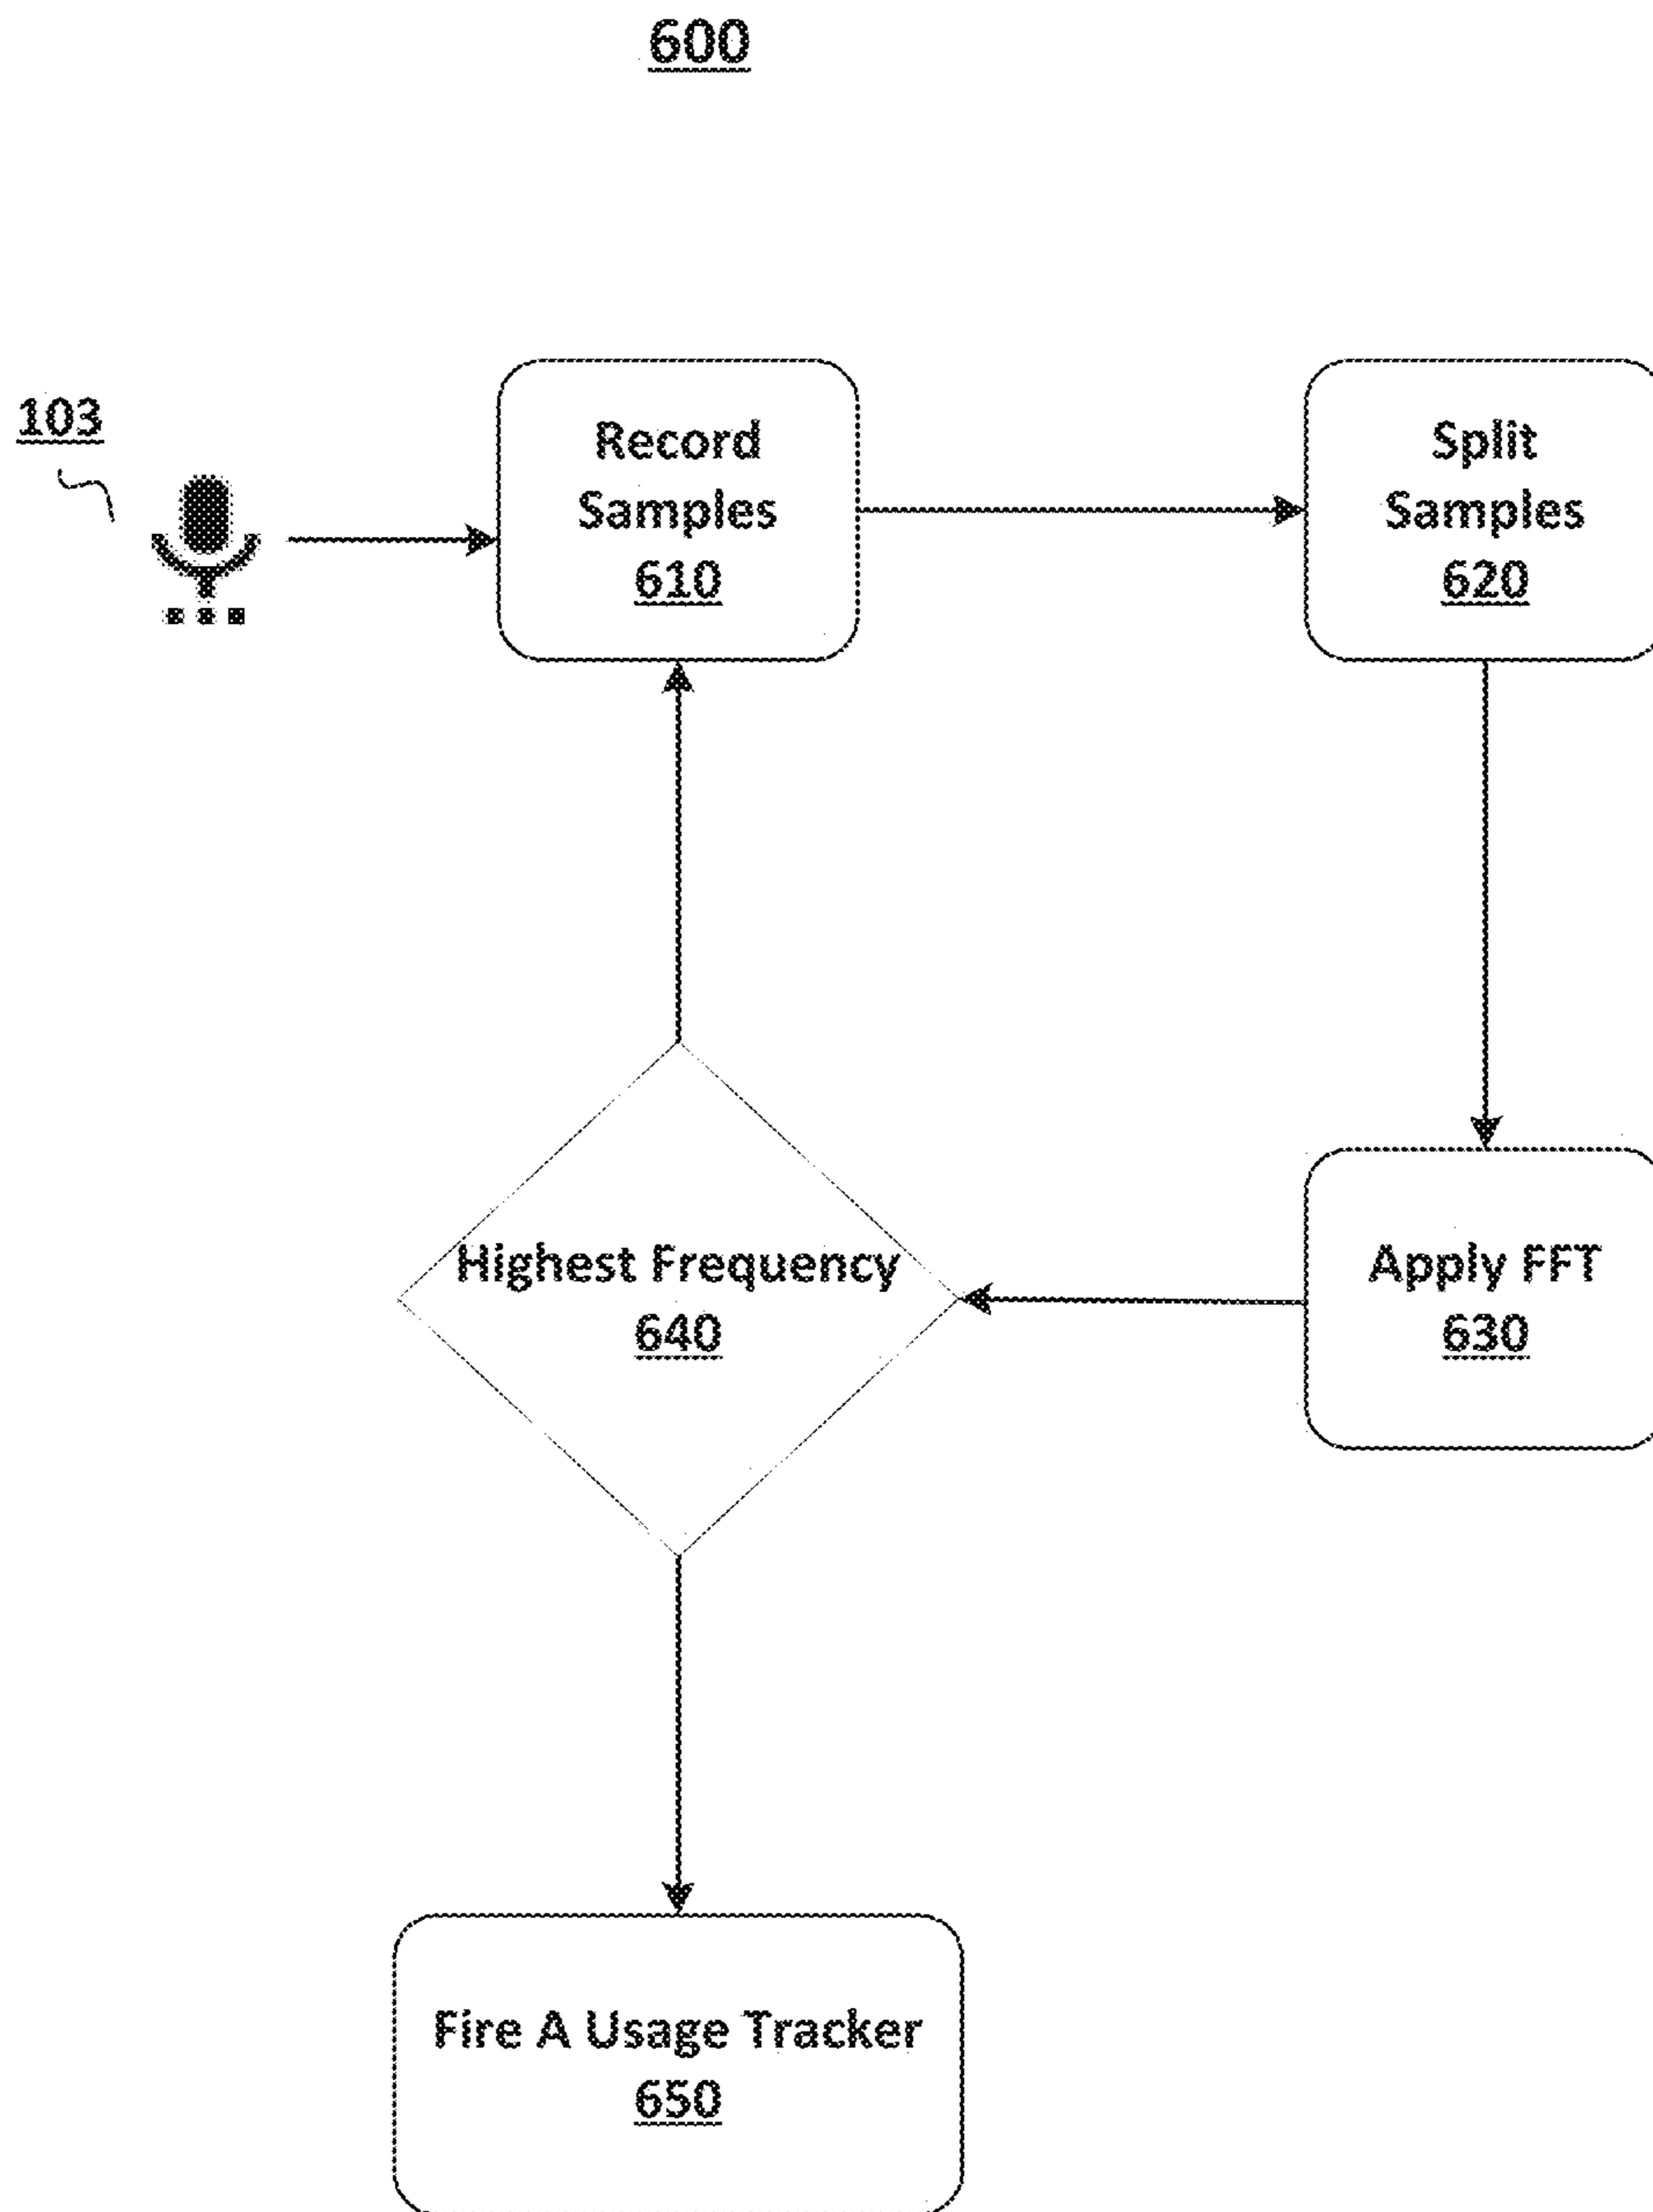 600
103
Record
Samples
610
Split
Samples
620
Highest Frequency
640
Apply FFT
630
Fire A Usage Tracker
650